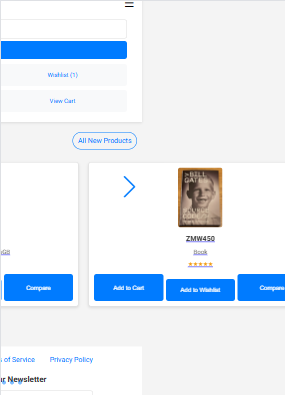 Wishlist (1)
View Cart
All New Products
ZMW450
Book
★★★★★
Compare
Add to Cart
Add to Wishlist
Compare
s of Service
Privacy Policy
Newsletter